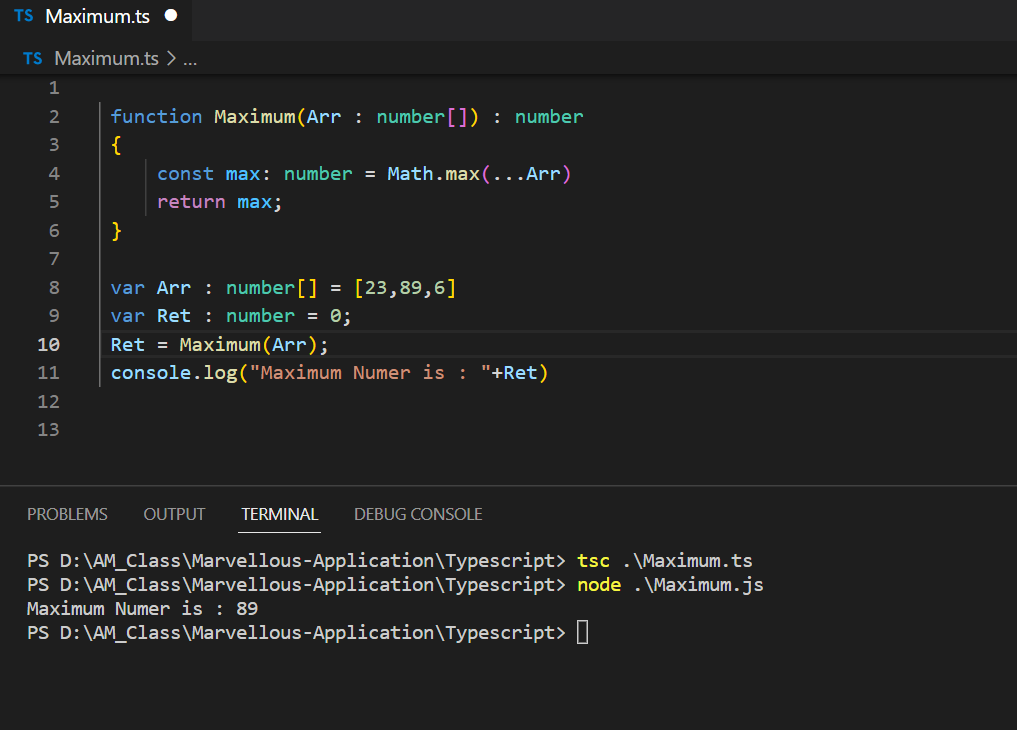 TS Maximum.ts
TS Maximum.ts > ...
1
2 function Maximum(Arr : number[]) : number
3 {
4     const max: number = Math.max(...Arr)
5     return max;
6 }
7
8 var Arr : number[] = [23,89,6]
9 var Ret : number = 0;
10 Ret = Maximum(Arr);
11 console.log("Maximum Numer is : "+Ret)
12
13
PROBLEMS OUTPUT TERMINAL DEBUG CONSOLE
PS D:\AM_Class\Marvellous-Application\Typescript> tsc .\Maximum.ts
PS D:\AM_Class\Marvellous-Application\Typescript> node .\Maximum.js
Maximum Numer is : 89
PS D:\AM_Class\Marvellous-Application\Typescript>